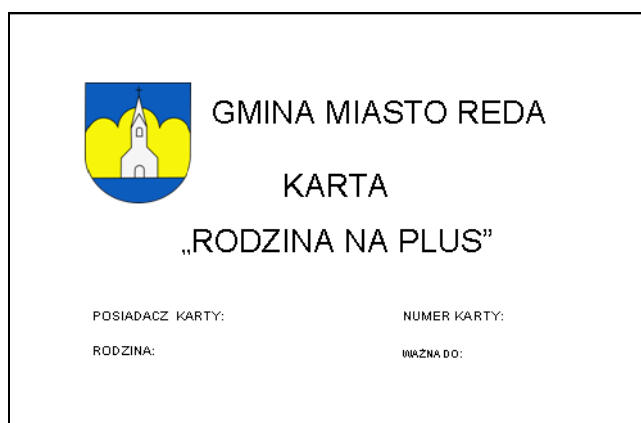 GMINA MIASTO REDA
KARTA
„RODZINA NA PLUS”
POSIADACZ KARTY:
NUMER KARTY:
RODZINA:
WAŻNA DO: